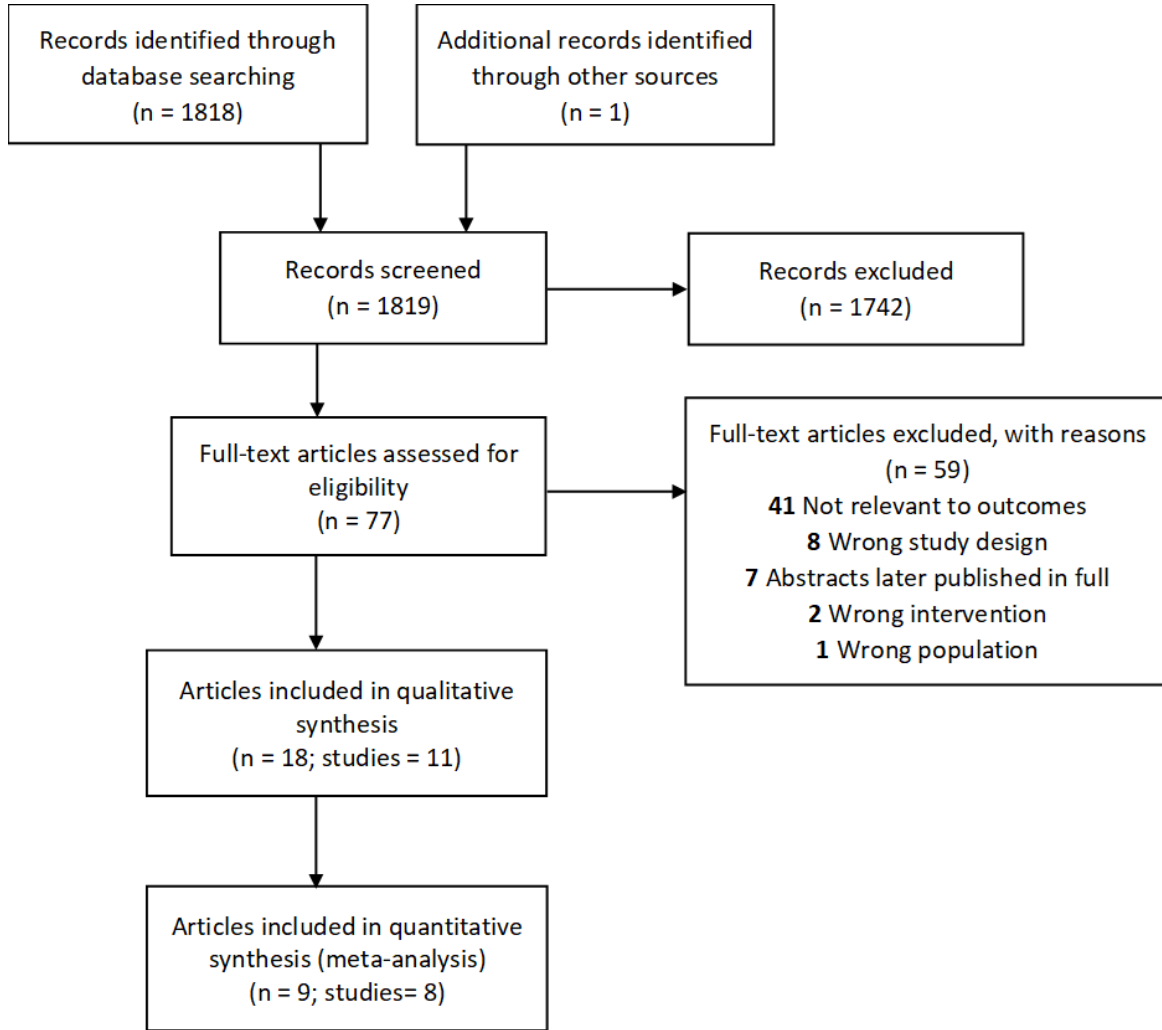 Records identified through
database searching
(n = 1818)
Additional records identified
through other sources
(n = 1)
Records screened
(n = 1819)
Records excluded
(n = 1742)
Full-text articles assessed for
eligibility
(n = 77)
Full-text articles excluded, with reasons
(n = 59)
41 Not relevant to outcomes
8 Wrong study design
7 Abstracts later published in full
2 Wrong intervention
1 Wrong population
Articles included in qualitative
synthesis
(n = 18; studies = 11)
Articles included in quantitative
synthesis (meta-analysis)
(n = 9; studies= 8)